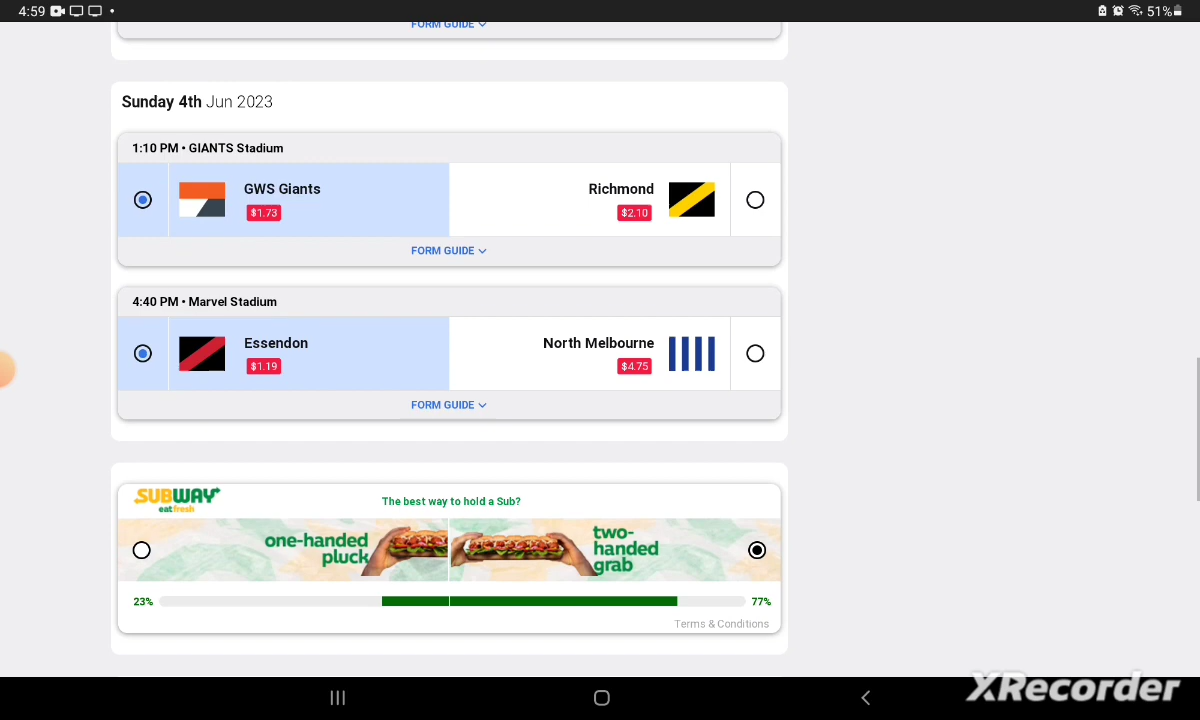 4:59
51%
FORM GUIDE
Sunday 4th Jun 2023
1:10 PM • GIANTS Stadium
GWS Giants
$1.73
Richmond
$2.10
FORM GUIDE
4:40 PM • Marvel Stadium
Essendon
$1.19
North Melbourne
$4.75
FORM GUIDE
SUBWAY
eat fresh
The best way to hold a Sub?
one-handed
pluck
two-
handed
grab
23%
77%
Terms & Conditions
XRecorder